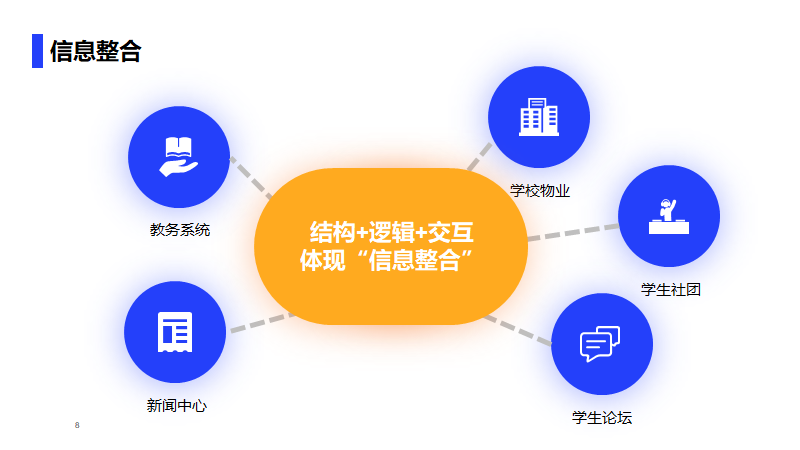 信息整合
学校物业
教务系统
结构+逻辑+交互
体现“信息整合”
学生社团
新闻中心
学生论坛
8